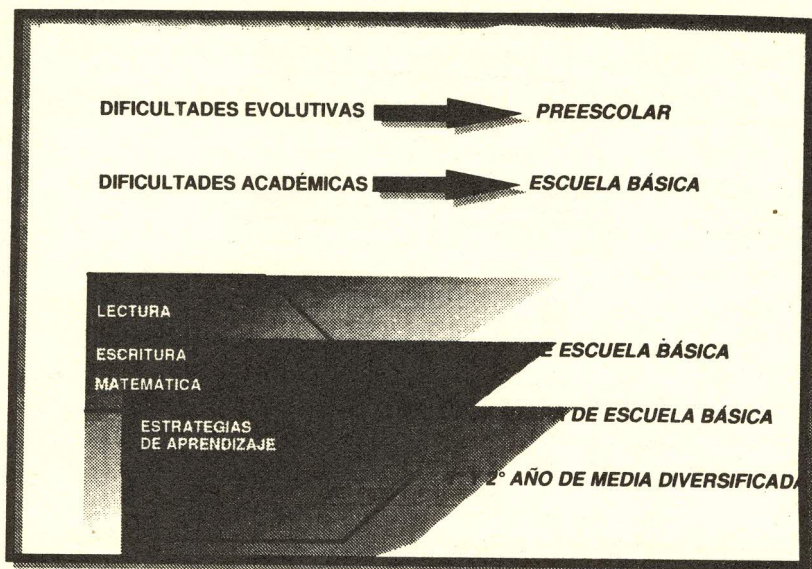 DIFICULTADES EVOLUTIVAS PREESCOLAR
DIFICULTADES ACADÉMICAS ESCUELA BÁSICA
LECTURA
ESCRITURA
ESCUELA BÁSICA
MATEMÁTICA
ESTRATEGIAS
DE ESCUELA BÁSICA
DE APRENDIZAJE
2° AÑO DE MEDIA DIVERSIFICADA